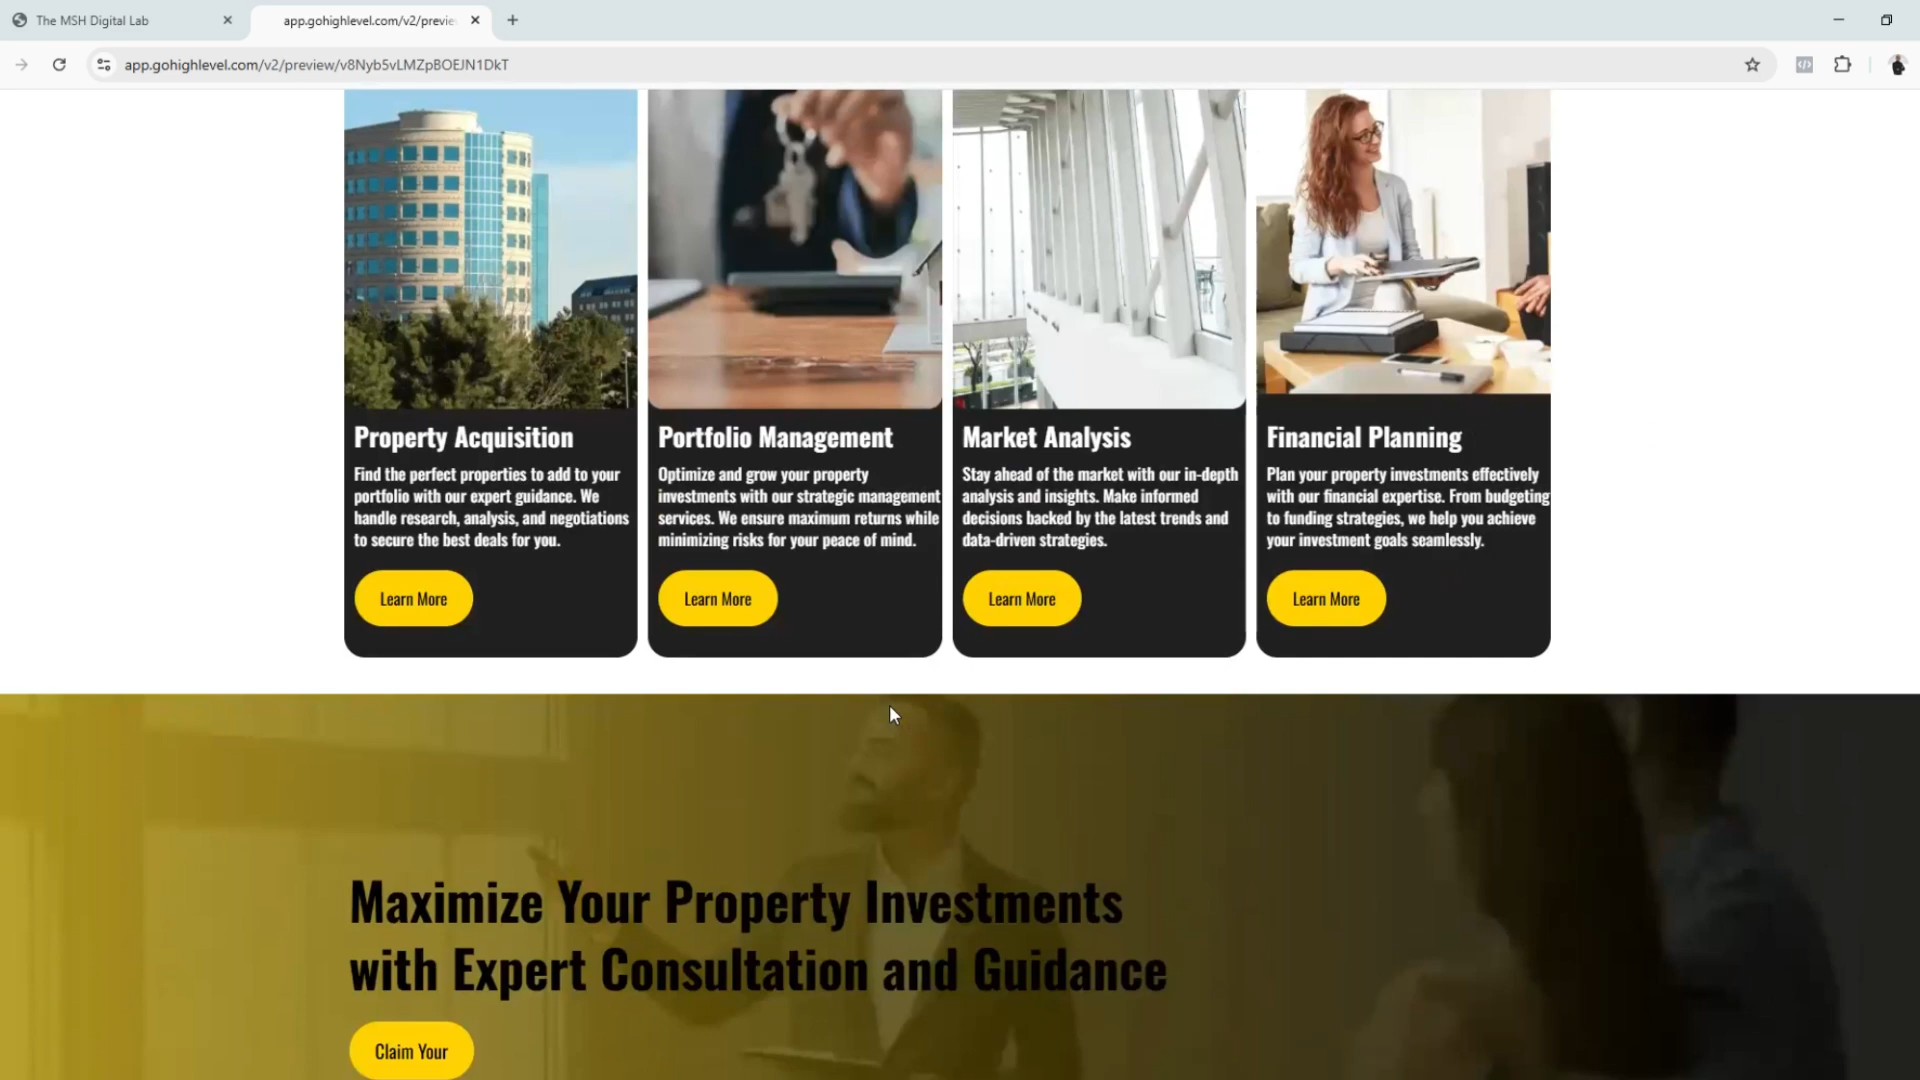 The MSH Digital Lab
app.gohighlevel.com/v2/previe
app.gohighlevel.com/v2/preview/v8Nyb5vLMZpBOEJN1DkT
Property Acquisition
Find the perfect properties to add to your
portfolio with our expert guidance. We
handle research, analysis, and negotiations
to secure the best deals for you.
Learn More
Portfolio Management
Optimize and grow your property
investments with our strategic management
services. We ensure maximum returns while
minimizing risks for your peace of mind.
Learn More
Market Analysis
Stay ahead of the market with our in-depth
analysis and insights. Make informed
decisions backed by the latest trends and
data-driven strategies.
Learn More
Financial Planning
Plan your property investments effectively
with our financial expertise. From budgeting
to funding strategies, we help you achieve
your investment goals seamlessly.
Learn More
Maximize Your Property Investments
with Expert Consultation and Guidance
Claim Your